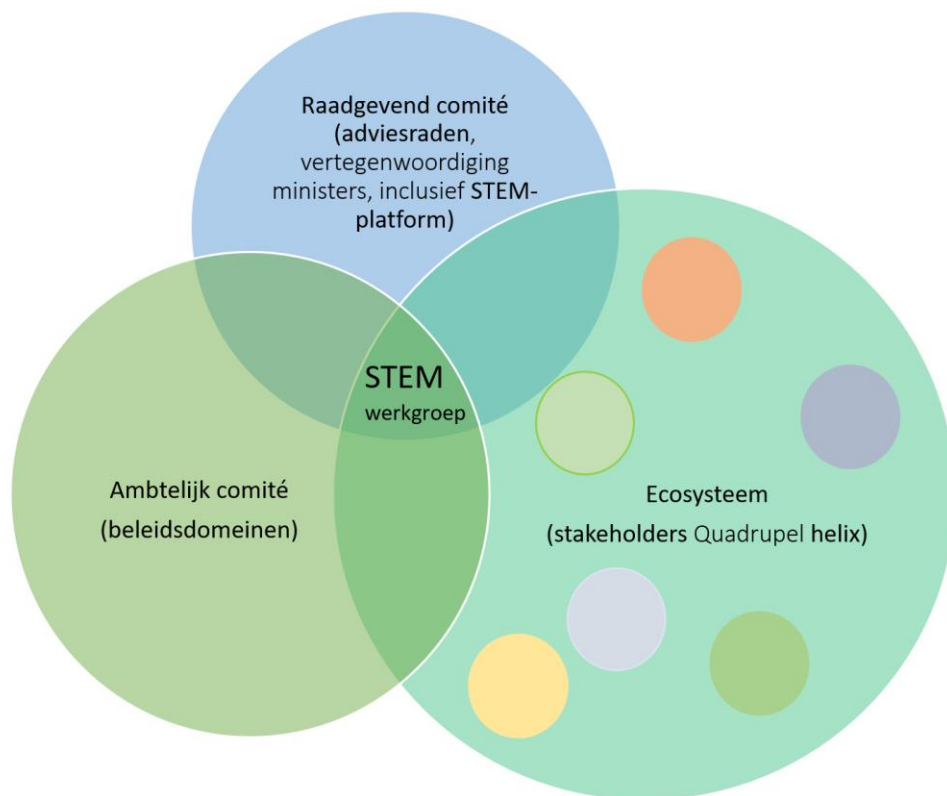 Raadgevend comité
(adviesraden,
vertegenwoordiging
ministers, inclusief STEM-
platform)
STEM
werkgroep
Ambtelijk comité
(beleidsdomeinen)
Ecosysteem
(stakeholders Quadrupel helix)